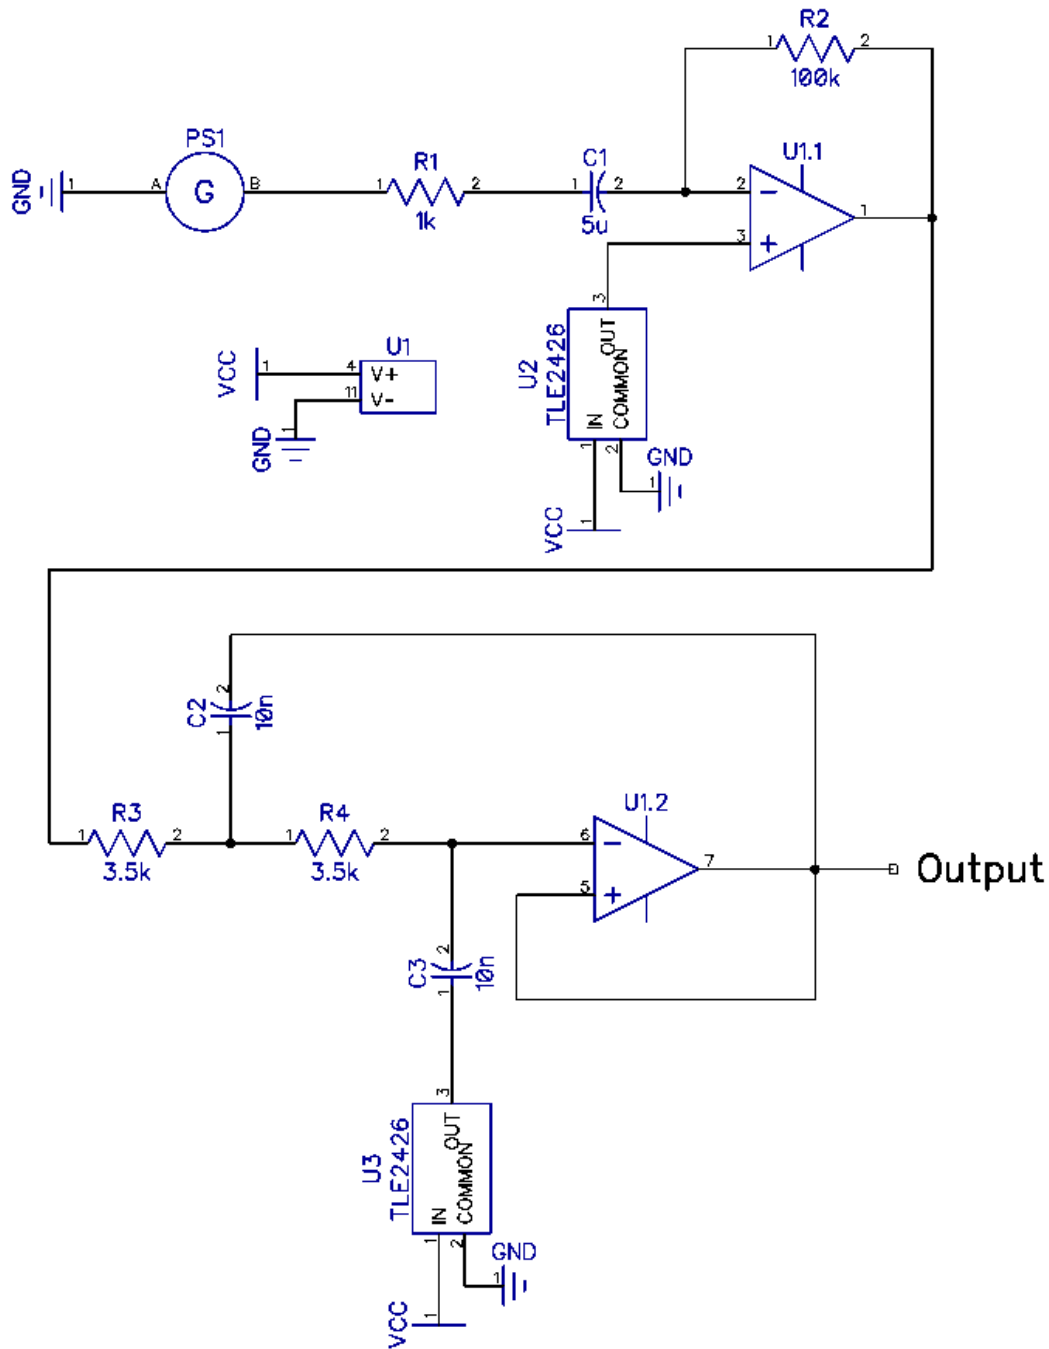 R2
1 2
100k
PS1
GND 1 A G B
R1
1 2
1k
C1
1 2
5u
U1.1
2 −
3 +
1
U2
TLE2426
3
OUT
IN
COMMON
1 2
GND
1
VCC
1
U1
VCC 1 4 V+
11 V-
GND
1
C2
2
1
10n
R3
1 2
3.5k
R4
1 2
3.5k
U1.2
6 −
5 +
7
Output
C3
2
1
10n
U3
TLE2426
3
OUT
IN
COMMON
1 2
GND
1
VCC
1